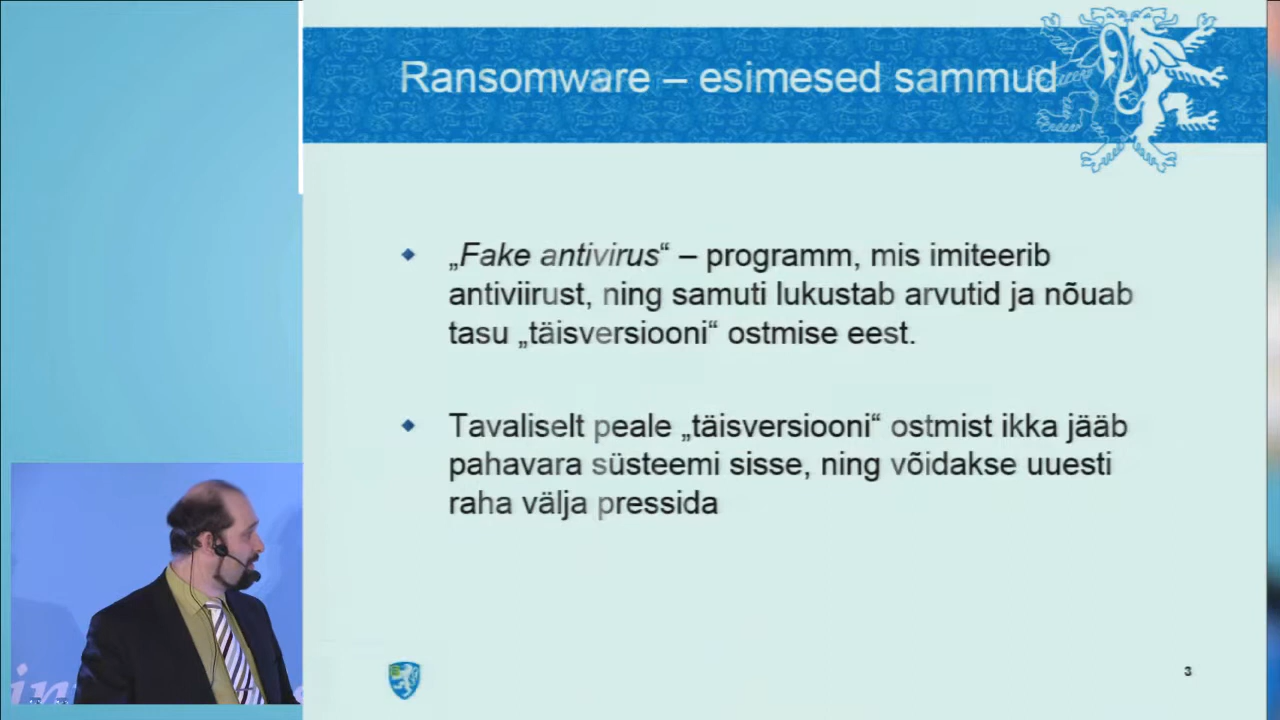 Ransomware – esimesed sammud
„Fake antivirus“ – programm, mis imiteerib
antiviirust, ning samuti lukustab arvutid ja nõuab
tasu „täisversiooni“ ostmise eest.
Tavaliselt peale „täisversiooni“ ostmist ikka jääb
pahavara süsteemi sisse, ning võidakse uuesti
raha välja pressida
3